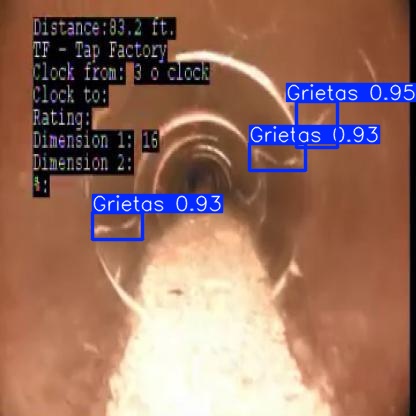 Distance:83.2 ft.
TF - Tap Factory
Clock from: 3 o clock
Clock to:
Rating:
Dimension 1: 16
Dimension 2:
%:
Grietas 0.95
Grietas 0.93
Grietas 0.93